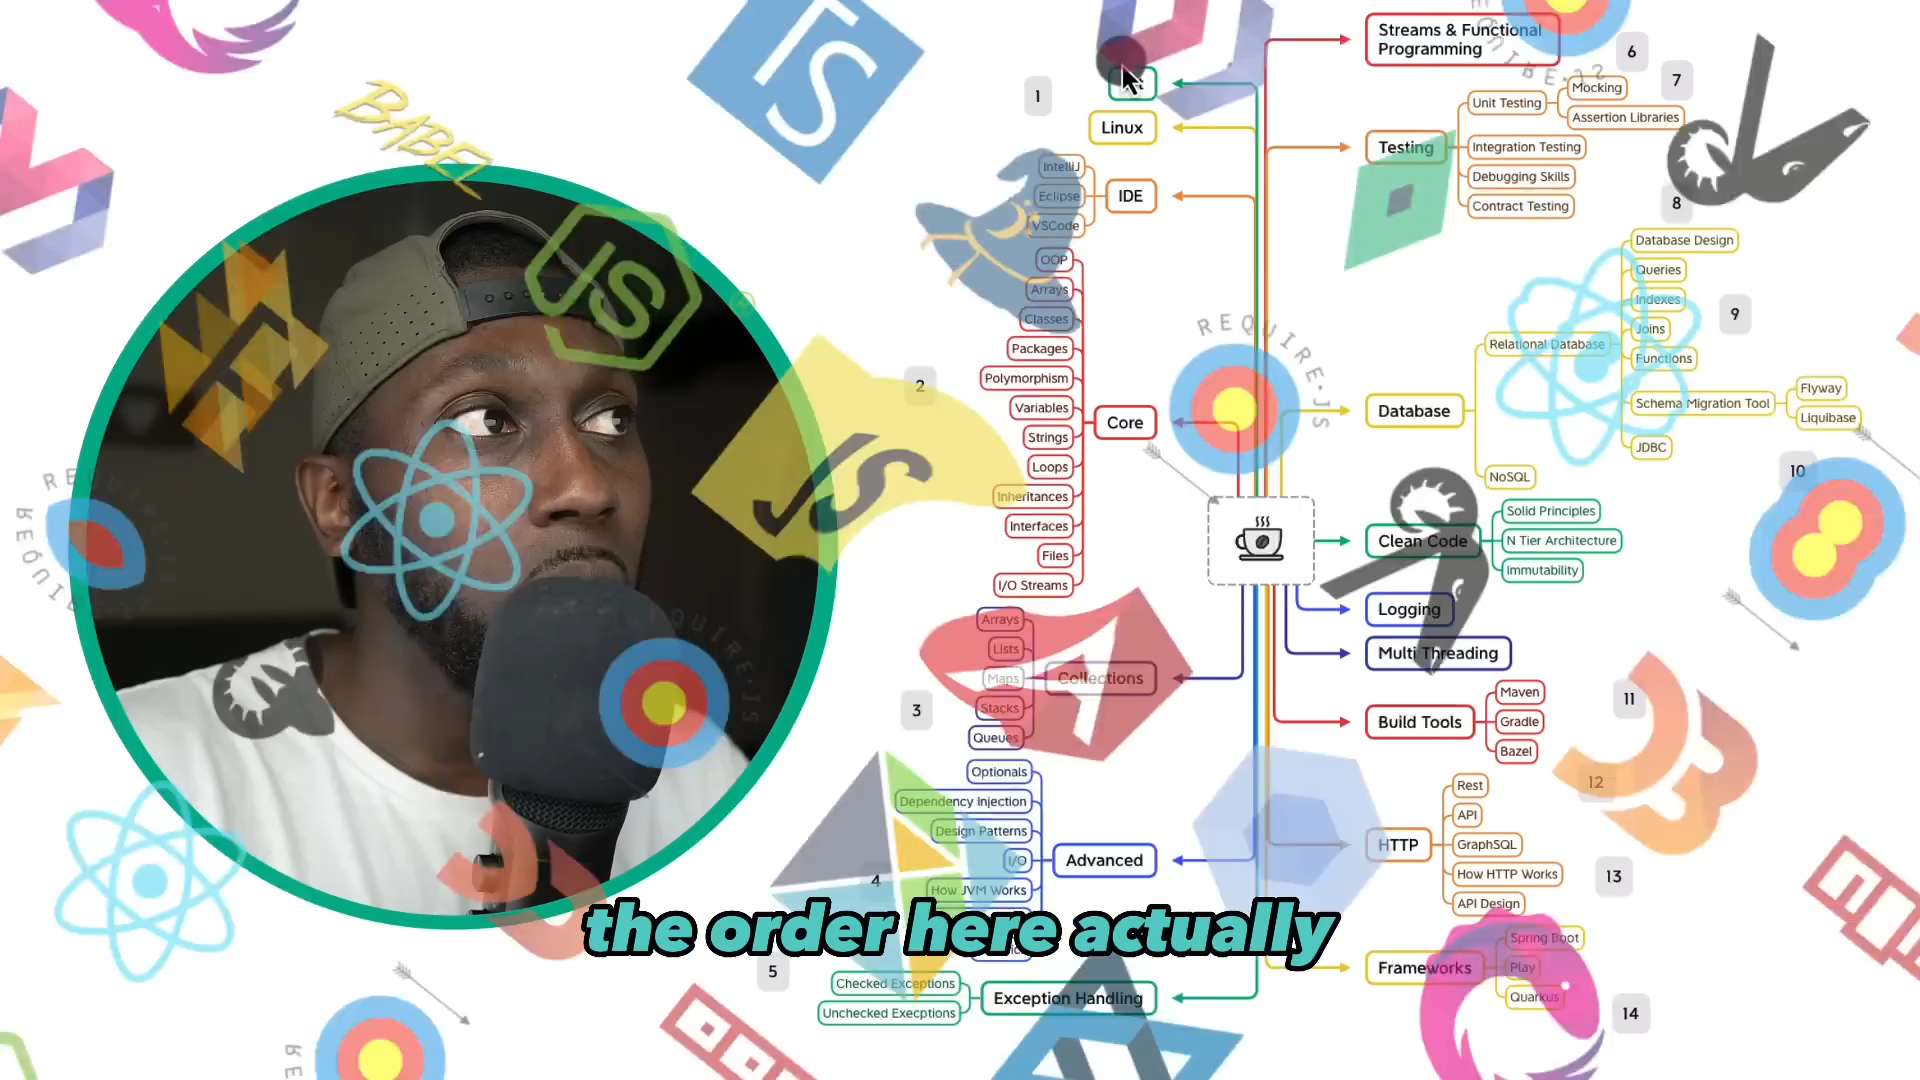 Streams & Functional
Programming
6
7
1
Linux
IntelliJ
Eclipse
VSCode
IDE
OOP
Arrays
Classes
Packages
Polymorphism
Variables
Strings
Loops
Inheritances
Interfaces
Files
I/O Streams
2
Core
Arrays
Lists
Maps
Stacks
Queues
Collections
3
Optionals
Dependency Injection
Design Patterns
I/O
How JVM Works
Advanced
4
5
Checked Exceptions
Unchecked Execptions
Exception Handling
Testing
Unit Testing
Mocking
Assertion Libraries
Integration Testing
Debugging Skills
Contract Testing
8
Database
Relational Database
Database Design
Queries
Indexes
Joins
Functions
Schema Migration Tool
Flyway
Liquibase
JDBC
NoSQL
9
10
Clean Code
Solid Principles
N Tier Architecture
Immutability
Logging
Multi Threading
Build Tools
Maven
Gradle
Bazel
11
12
HTTP
Rest
API
GraphSQL
How HTTP Works
API Design
13
Frameworks
Spring Boot
Play
Quarkus
14
the order here actually
BABEL
TS
JS
JS
REQUIRE·JS